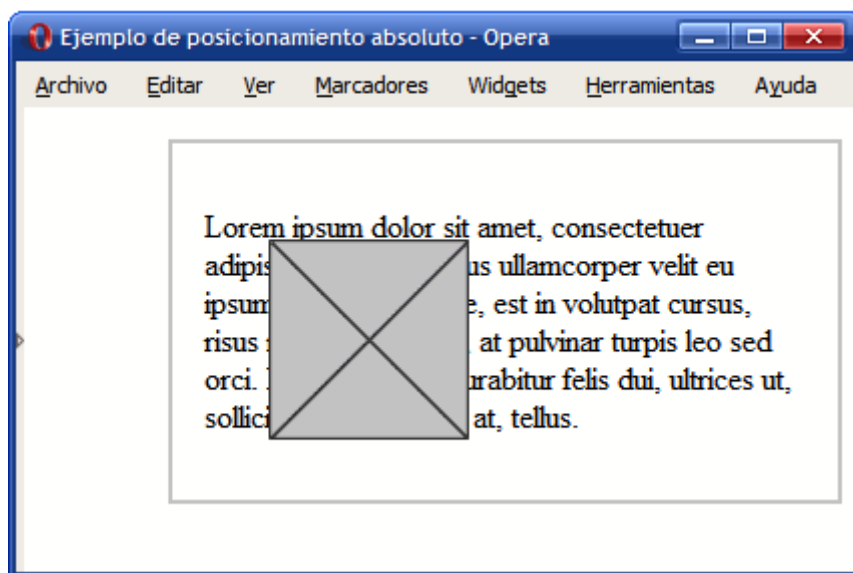 Ejemplo de posicionamiento absoluto - Opera
Archivo Editar Ver Marcadores Widgets Herramientas Ayuda
Lorem ipsum dolor sit amet, consectetuer
adipis us ullamcorper velit eu
ipsum e, est in volutpat cursus,
risus at pulvinar turpis leo sed
orci. urabitur felis dui, ultrices ut,
sollici at, tellus.